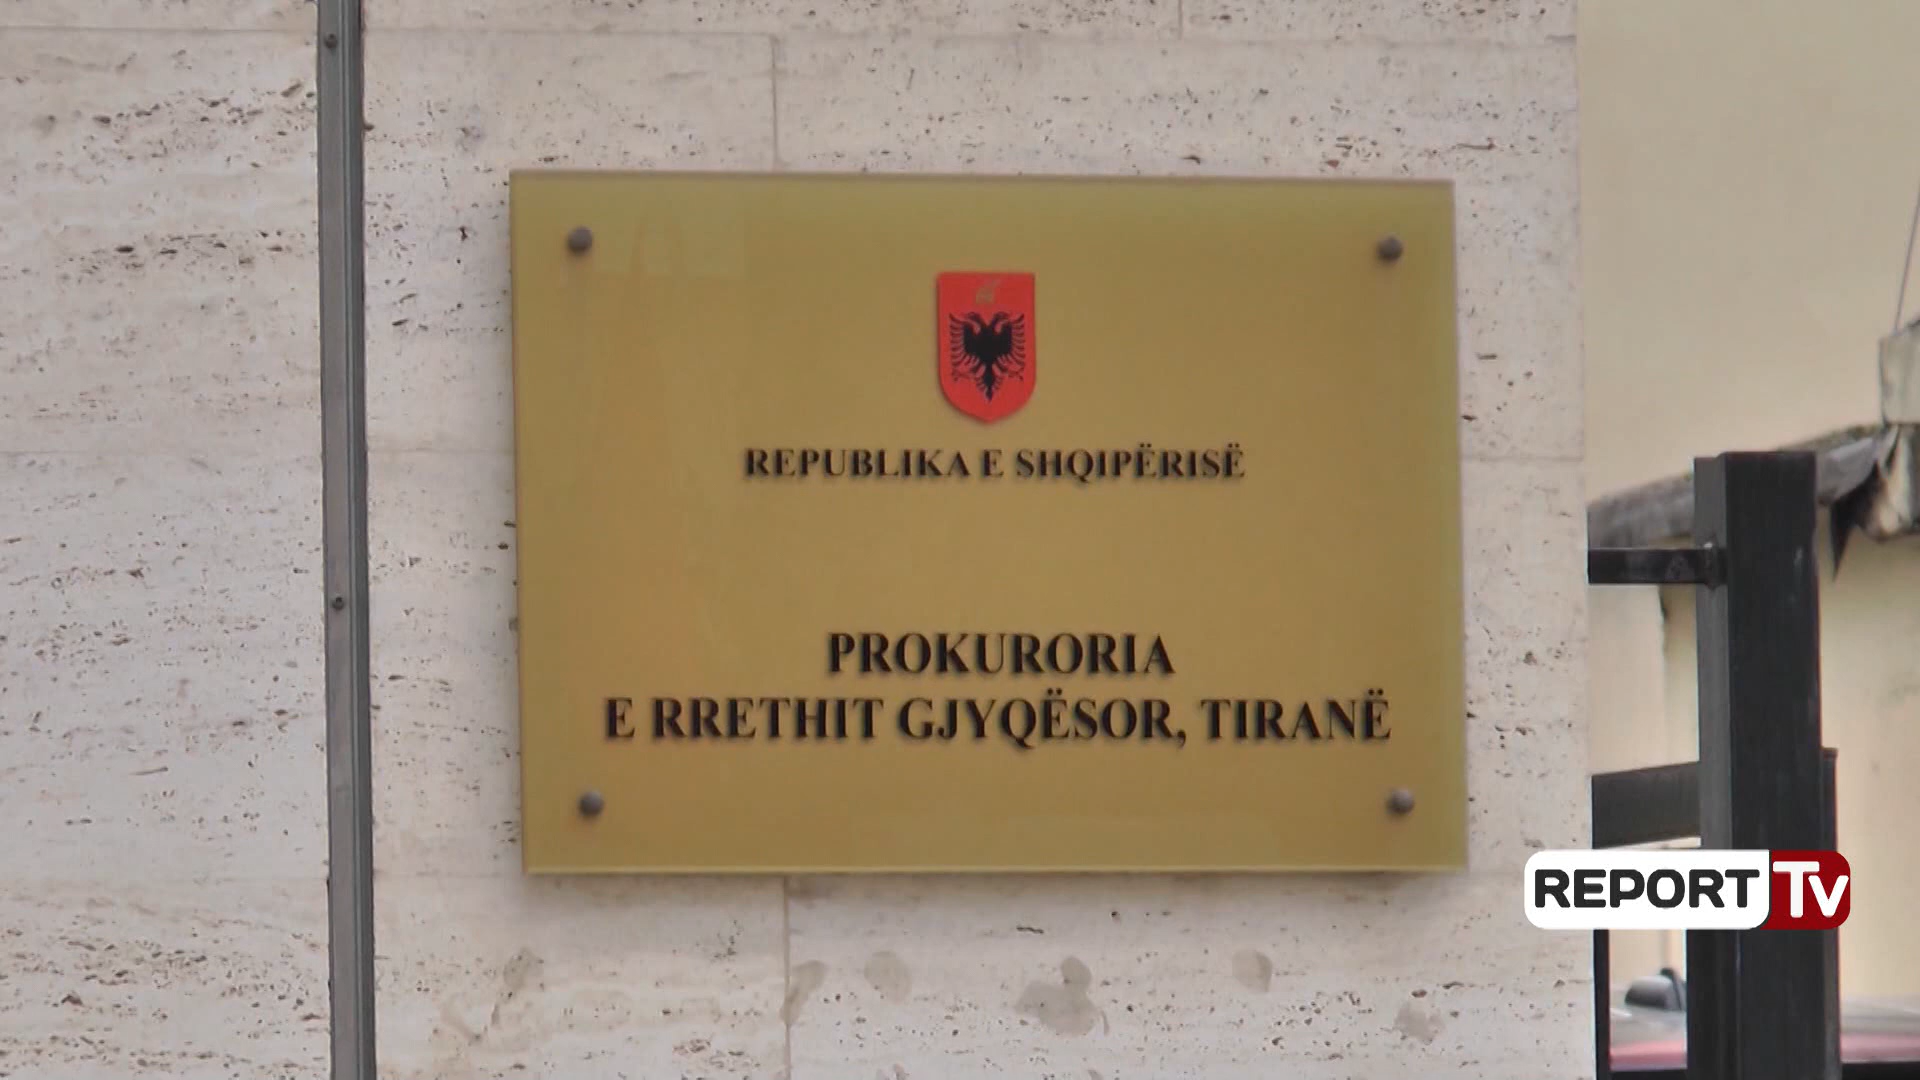 REPUBLIKA E SHQIPËRISË
PROKURORIA
E RRETHIT GJYQËSOR, TIRANË
REPORT Tv